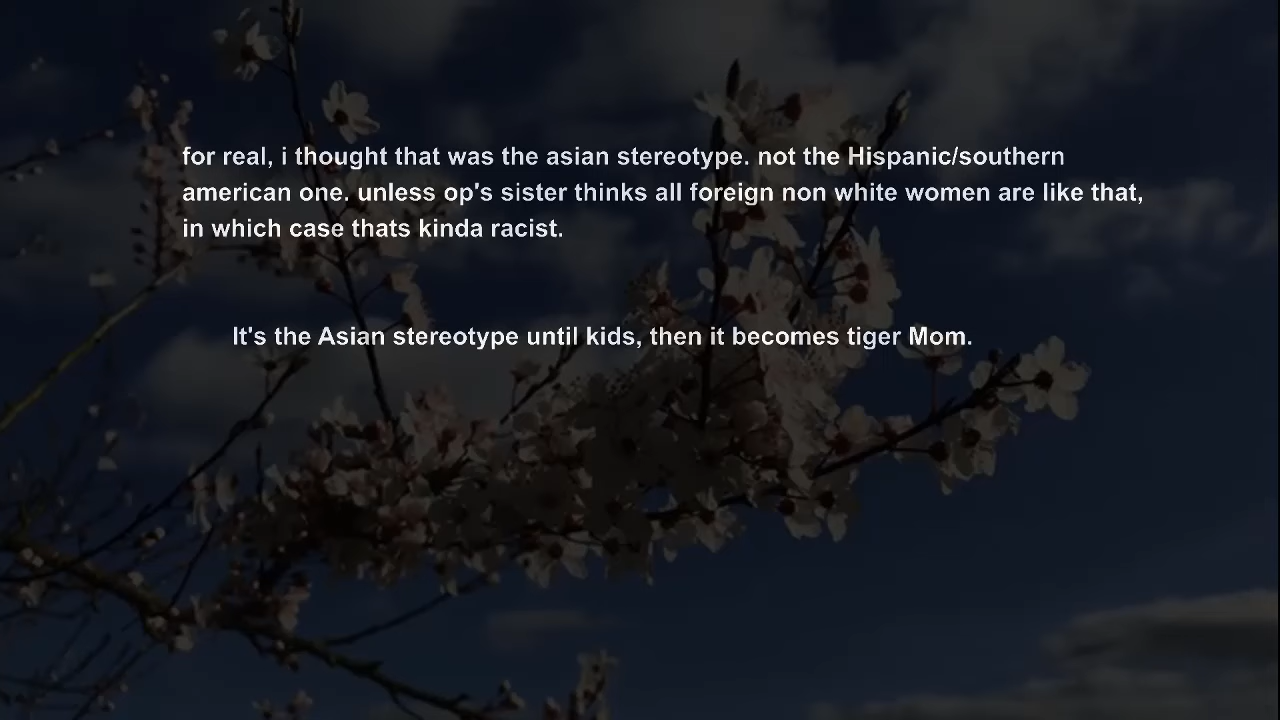 for real, i thought that was the asian stereotype. not the Hispanic/southern
american one. unless op's sister thinks all foreign non white women are like that,
in which case thats kinda racist.
It's the Asian stereotype until kids, then it becomes tiger Mom.